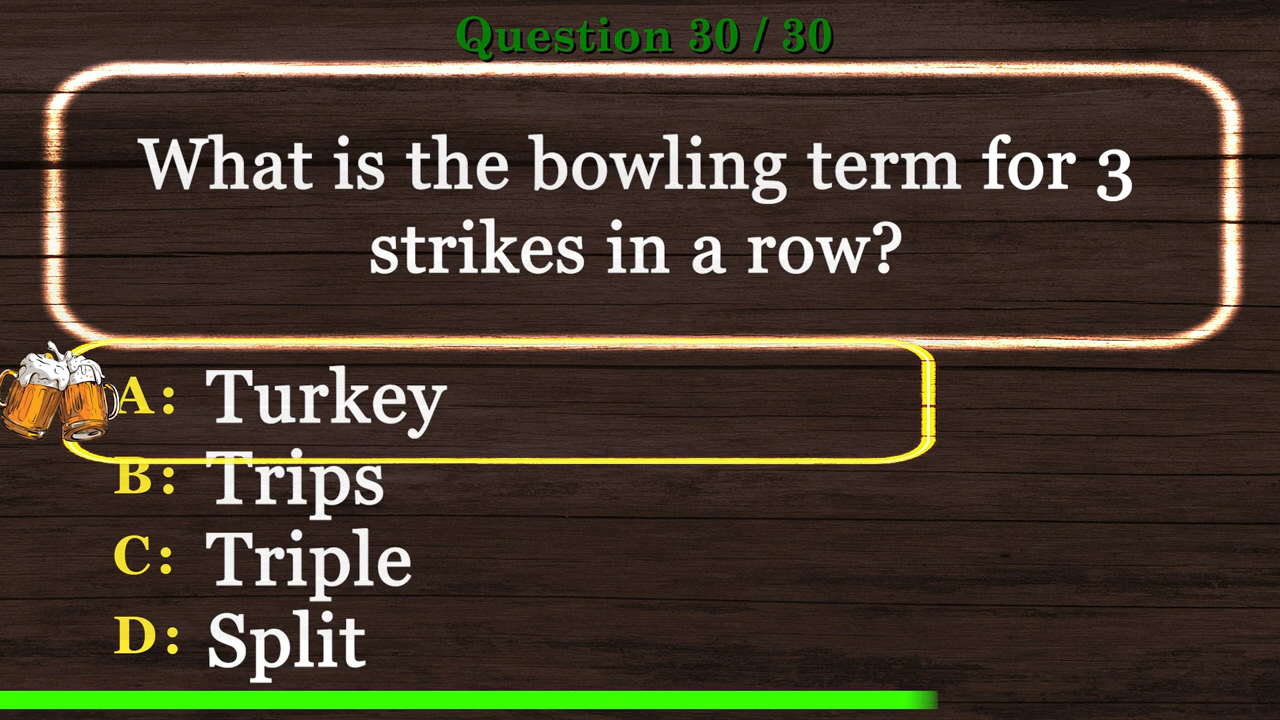 Question 30 / 30
What is the bowling term for 3
strikes in a row?
A: Turkey
B: Trips
C: Triple
D: Split